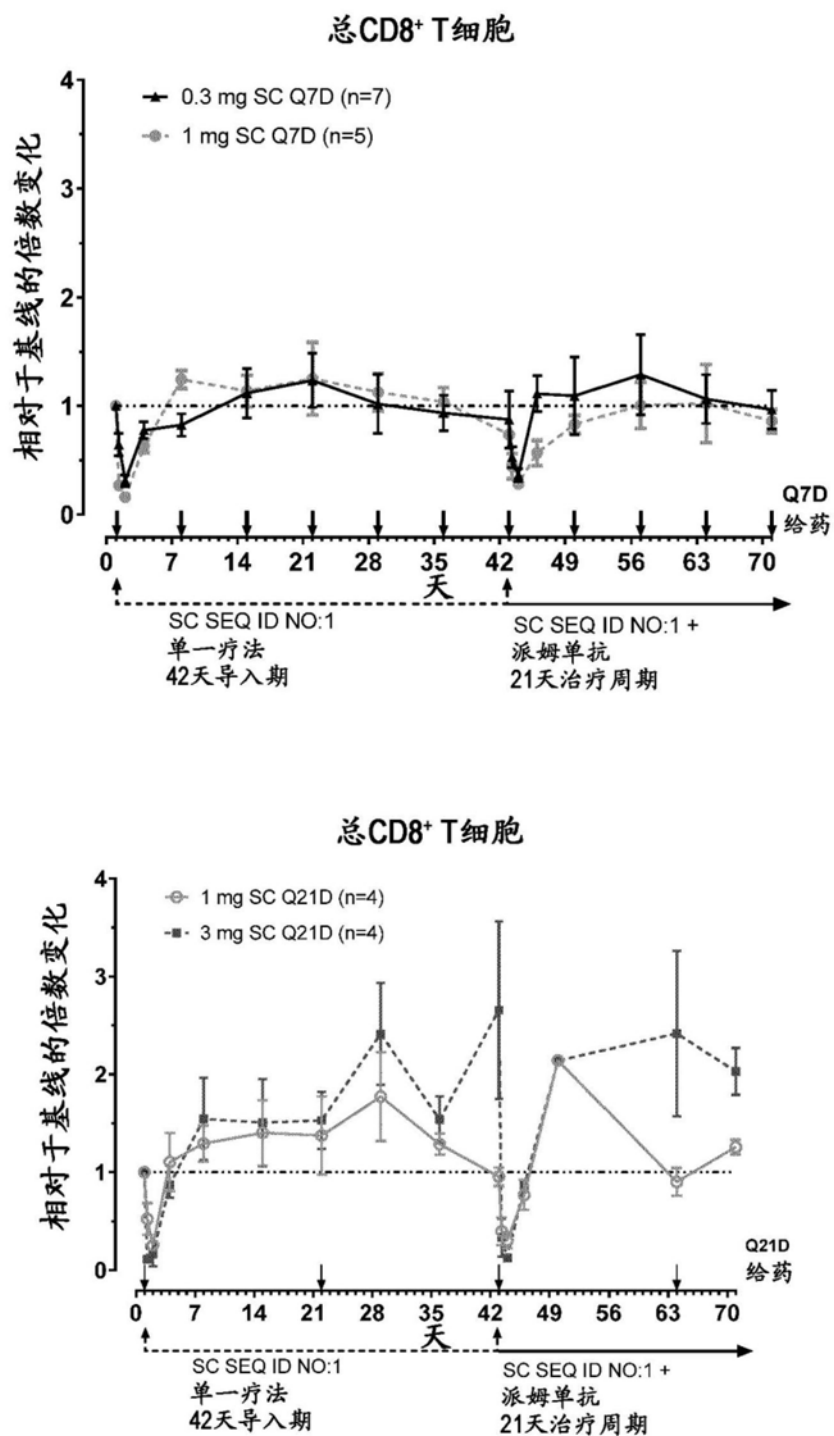 总CD8⁺ T细胞
相对于基线的倍数变化
4
3
2
1
0
0.3 mg SC Q7D (n=7)
1 mg SC Q7D (n=5)
Q7D
给药
0 7 14 21 28 35 42 49 56 63 70
天
SC SEQ ID NO:1
单一疗法
42天导入期
SC SEQ ID NO:1 +
派姆单抗
21天治疗周期
总CD8⁺ T细胞
相对于基线的倍数变化
4
3
2
1
0
1 mg SC Q21D (n=4)
3 mg SC Q21D (n=4)
Q21D
给药
0 7 14 21 28 35 42 49 56 63 70
天
SC SEQ ID NO:1
单一疗法
42天导入期
SC SEQ ID NO:1 +
派姆单抗
21天治疗周期